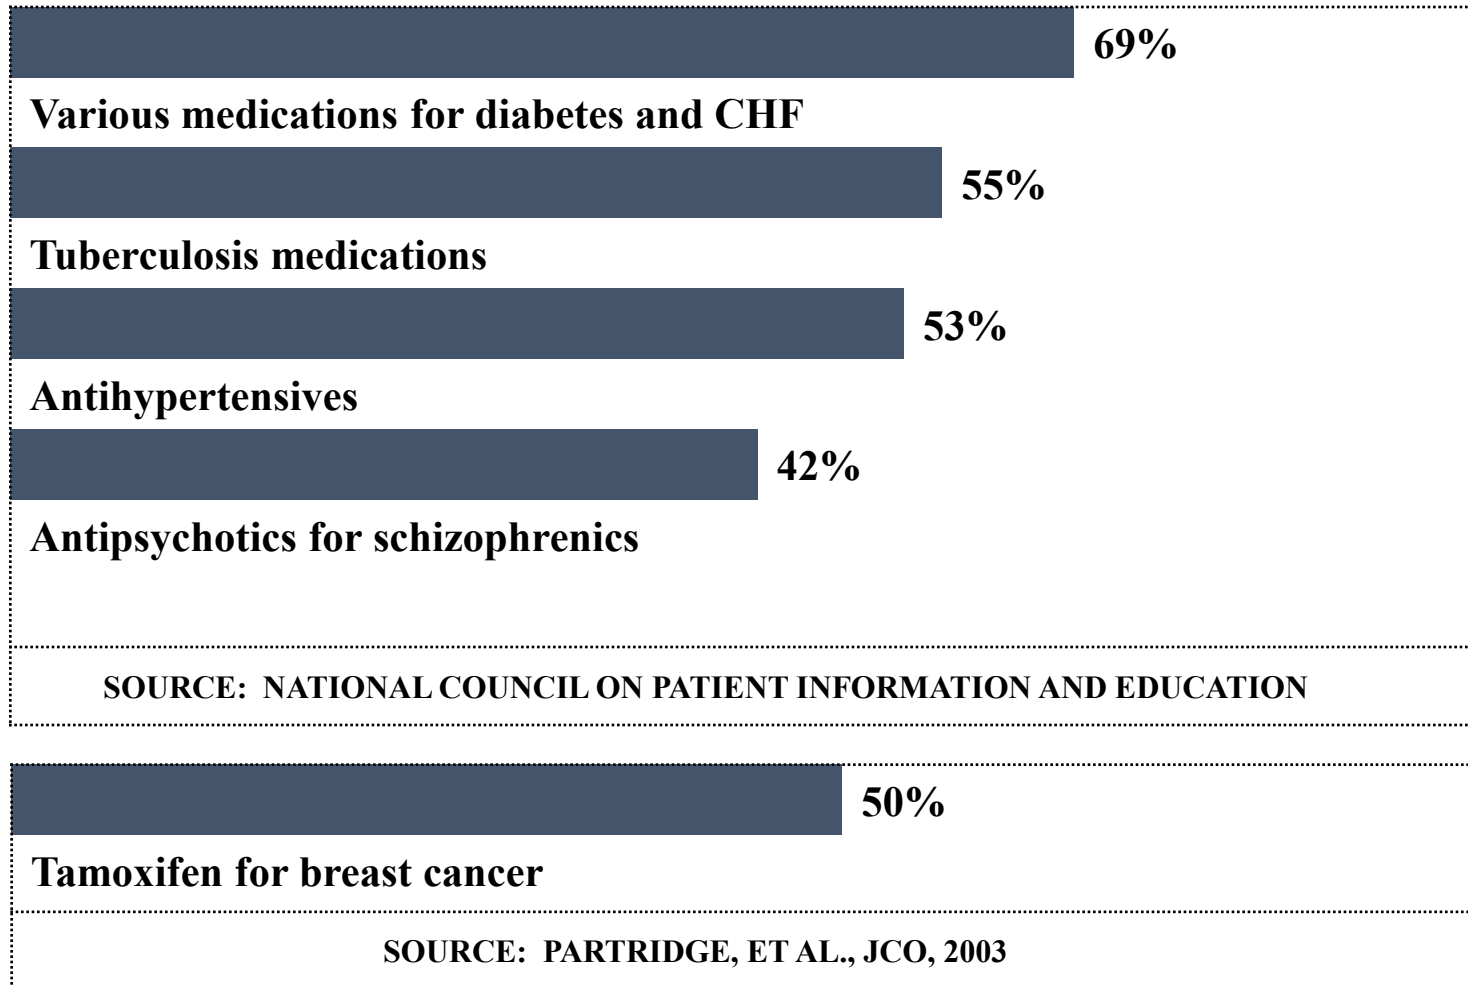 69%
Various medications for diabetes and CHF
55%
Tuberculosis medications
53%
Antihypertensives
42%
Antipsychotics for schizophrenics
SOURCE:  NATIONAL COUNCIL ON PATIENT INFORMATION AND EDUCATION
50%
Tamoxifen for breast cancer
SOURCE:  PARTRIDGE, ET AL., JCO, 2003